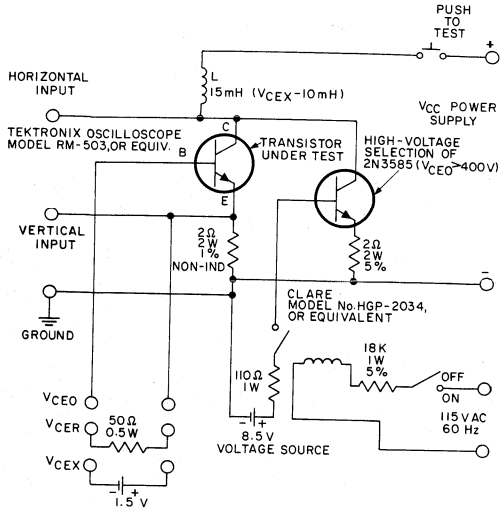 PUSH
TO
TEST
+
L
15mH (VCEX-10mH)
HORIZONTAL
INPUT
VCC POWER
SUPPLY
C
TEKTRONIX OSCILLOSCOPE
MODEL RM-503,OR EQUIV.
B
TRANSISTOR
UNDER TEST
HIGH-VOLTAGE
SELECTION OF
2N3585(VCEO>400V)
E
VERTICAL
INPUT
2Ω
2W
1%
NON-IND
2Ω
2W
5%
-
GROUND
CLARE
MODEL No.HGP-2034,
OR EQUIVALENT
18K
1W
5%
OFF
ON
110Ω
1W
115VAC
60 Hz
- +
8.5V
VOLTAGE SOURCE
VCEO
VCER
50Ω
0.5W
VCEX
- +
1.5 V